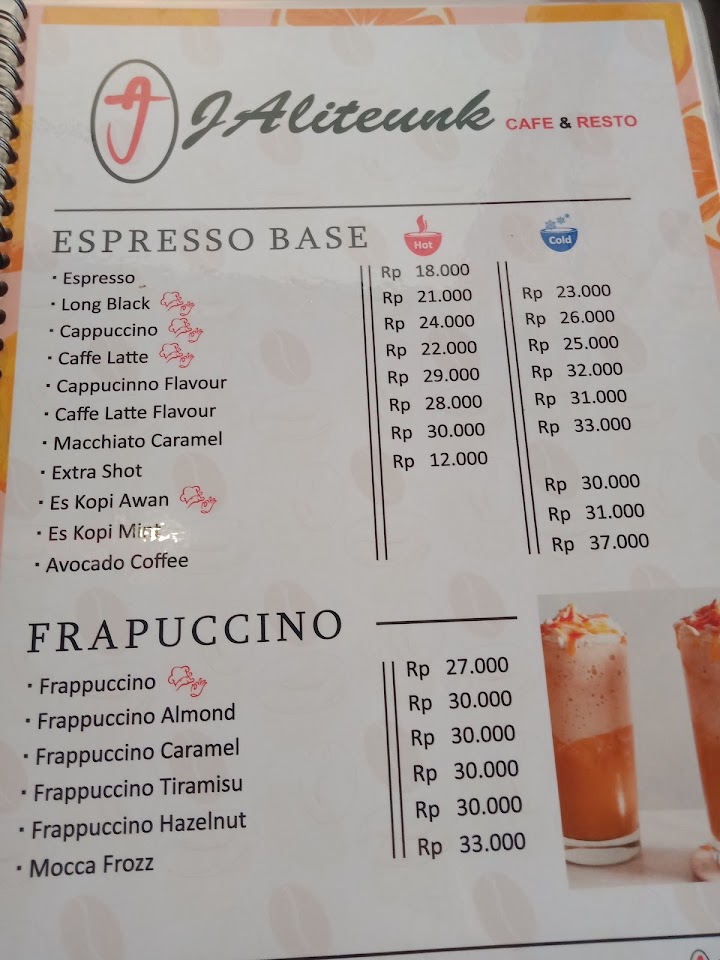 JAliteunk CAFE & RESTO
ESPRESSO BASE Hot Cold
· Espresso Rp 18.000
· Long Black Rp 21.000 Rp 23.000
· Cappuccino Rp 24.000 Rp 26.000
· Caffe Latte Rp 22.000 Rp 25.000
· Cappucinno Flavour Rp 29.000 Rp 32.000
· Caffe Latte Flavour Rp 28.000 Rp 31.000
· Macchiato Caramel Rp 30.000 Rp 33.000
· Extra Shot Rp 12.000
· Es Kopi Awan Rp 30.000
· Es Kopi Mint Rp 31.000
· Avocado Coffee Rp 37.000
FRAPUCCINO
· Frappuccino Rp 27.000
· Frappuccino Almond Rp 30.000
· Frappuccino Caramel Rp 30.000
· Frappuccino Tiramisu Rp 30.000
· Frappuccino Hazelnut Rp 30.000
· Mocca Frozz Rp 33.000